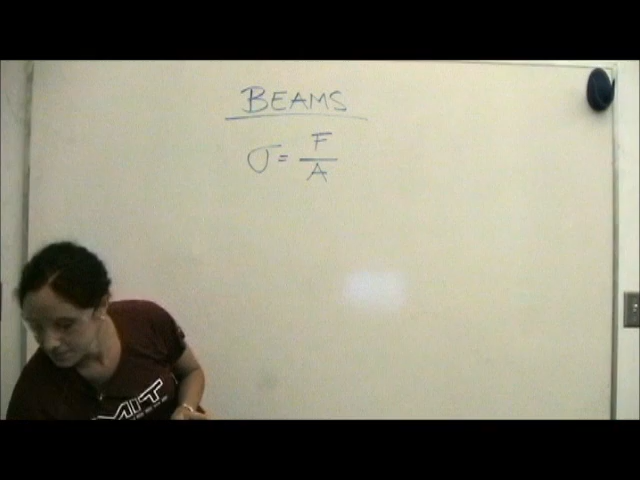 BEAMS
σ = F/A
MIT